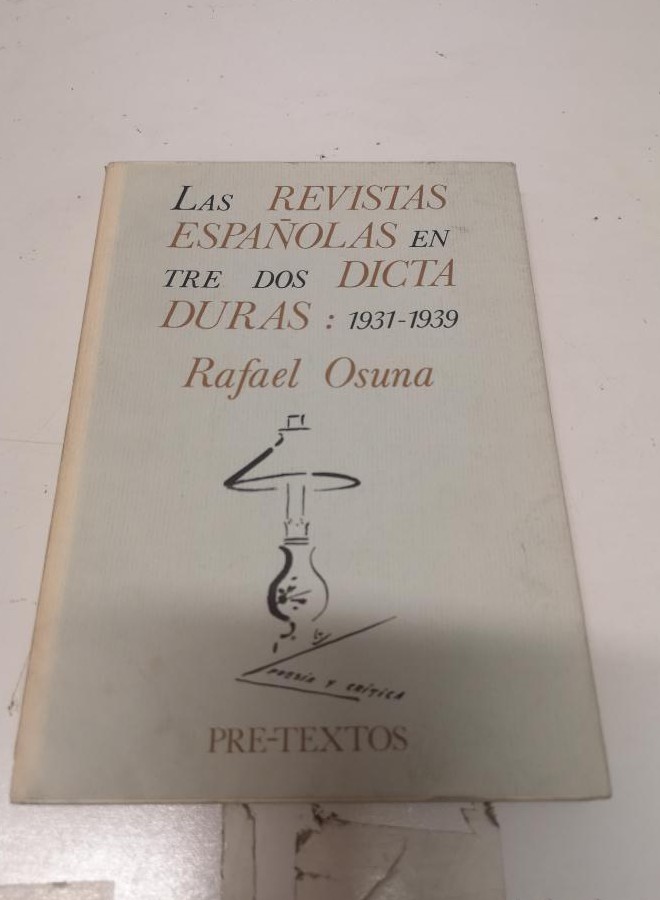 LAS REVISTAS
ESPAÑOLAS EN
TRE DOS DICTA
DURAS : 1931-1939
Rafael Osuna
POESÍA Y CRÍTICA
PRE-TEXTOS